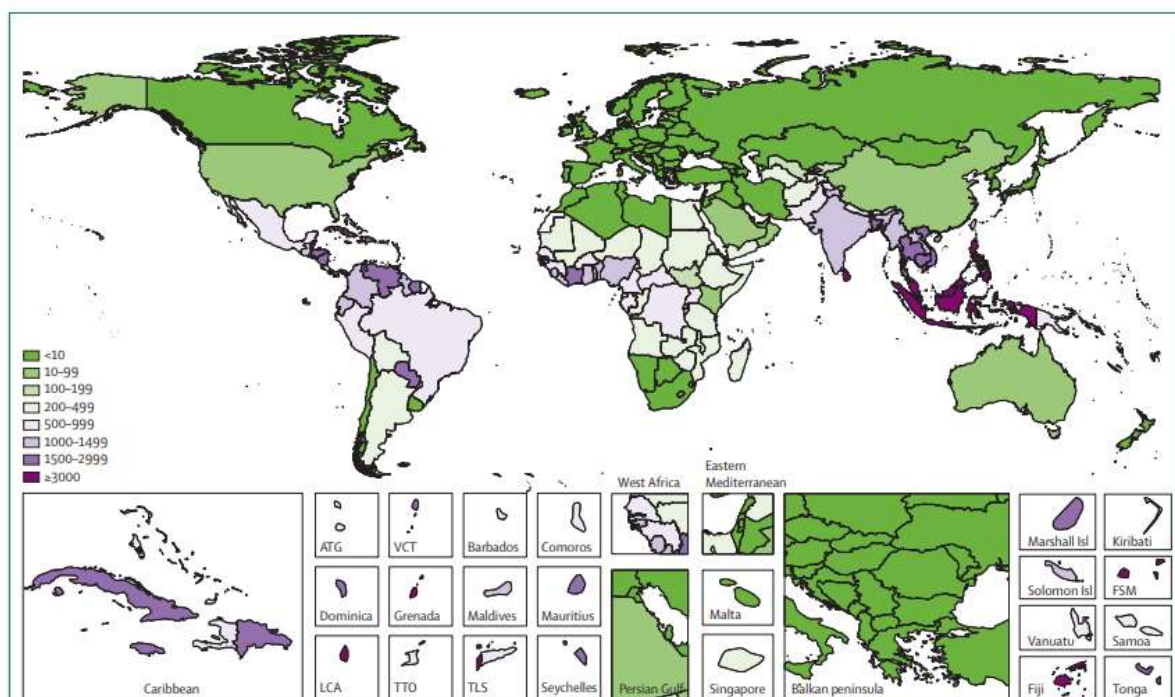 <10
10–99
100–199
200–499
500–999
1000–1499
1500–2999
≥3000
West Africa
Eastern
Mediterranean
ATG
VCT
Barbados
Comoros
Marshall Isl
Kiribati
Dominica
Grenada
Maldives
Mauritius
Malta
Solomon Isl
FSM
Vanuatu
Samoa
Caribbean
LCA
TTO
TLS
Seychelles
Persian Gulf
Singapore
Balkan peninsula
Fiji
Tonga